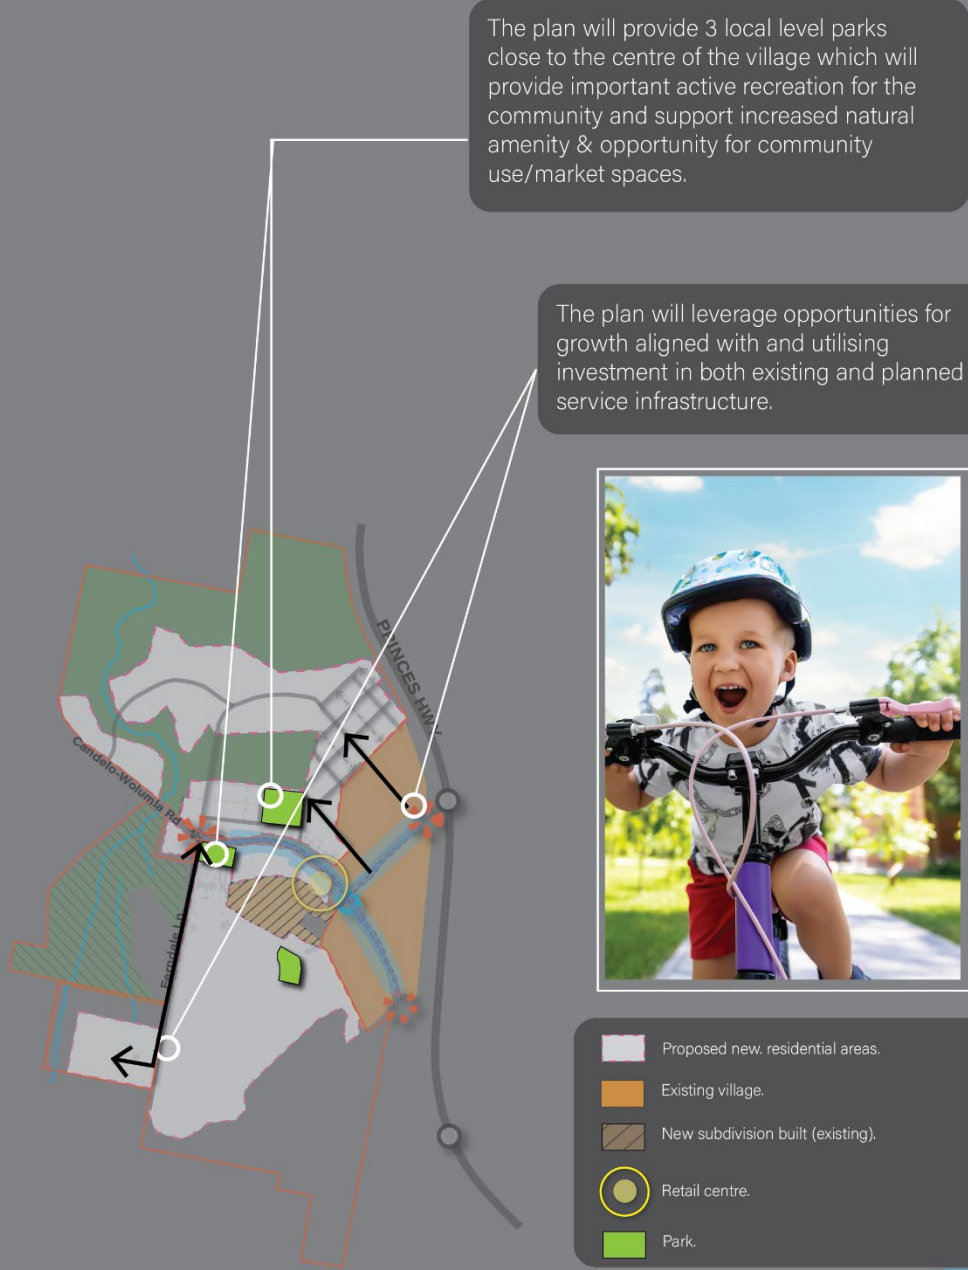 The plan will provide 3 local level parks
close to the centre of the village which will
provide important active recreation for the
community and support increased natural
amenity & opportunity for community
use/market spaces.
The plan will leverage opportunities for
growth aligned with and utilising
investment in both existing and planned
service infrastructure.
PRINCES HWY
Candelo-Wolumla Rd
Ferndale Ln
Proposed new. residential areas.
Existing village.
New subdivision built (existing).
Retail centre.
Park.